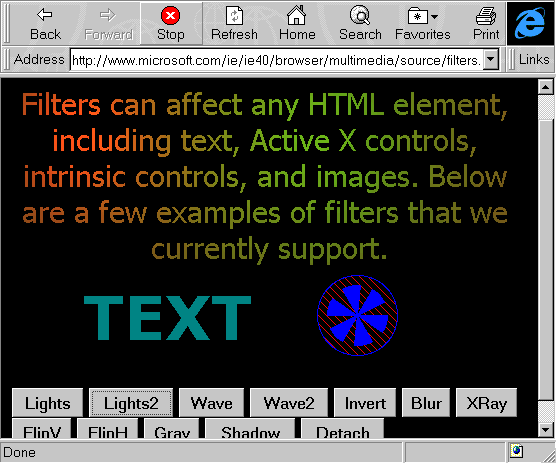 Back Forward Stop Refresh Home Search Favorites Print
Address http://www.microsoft.com/ie/ie40/browser/multimedia/source/filters. Links
Filters can affect any HTML element,
including text, Active X controls,
intrinsic controls, and images. Below
are a few examples of filters that we
currently support.
TEXT
Lights Lights2 Wave Wave2 Invert Blur XRay
FlipV FlipH Gray Shadow Detach
Done